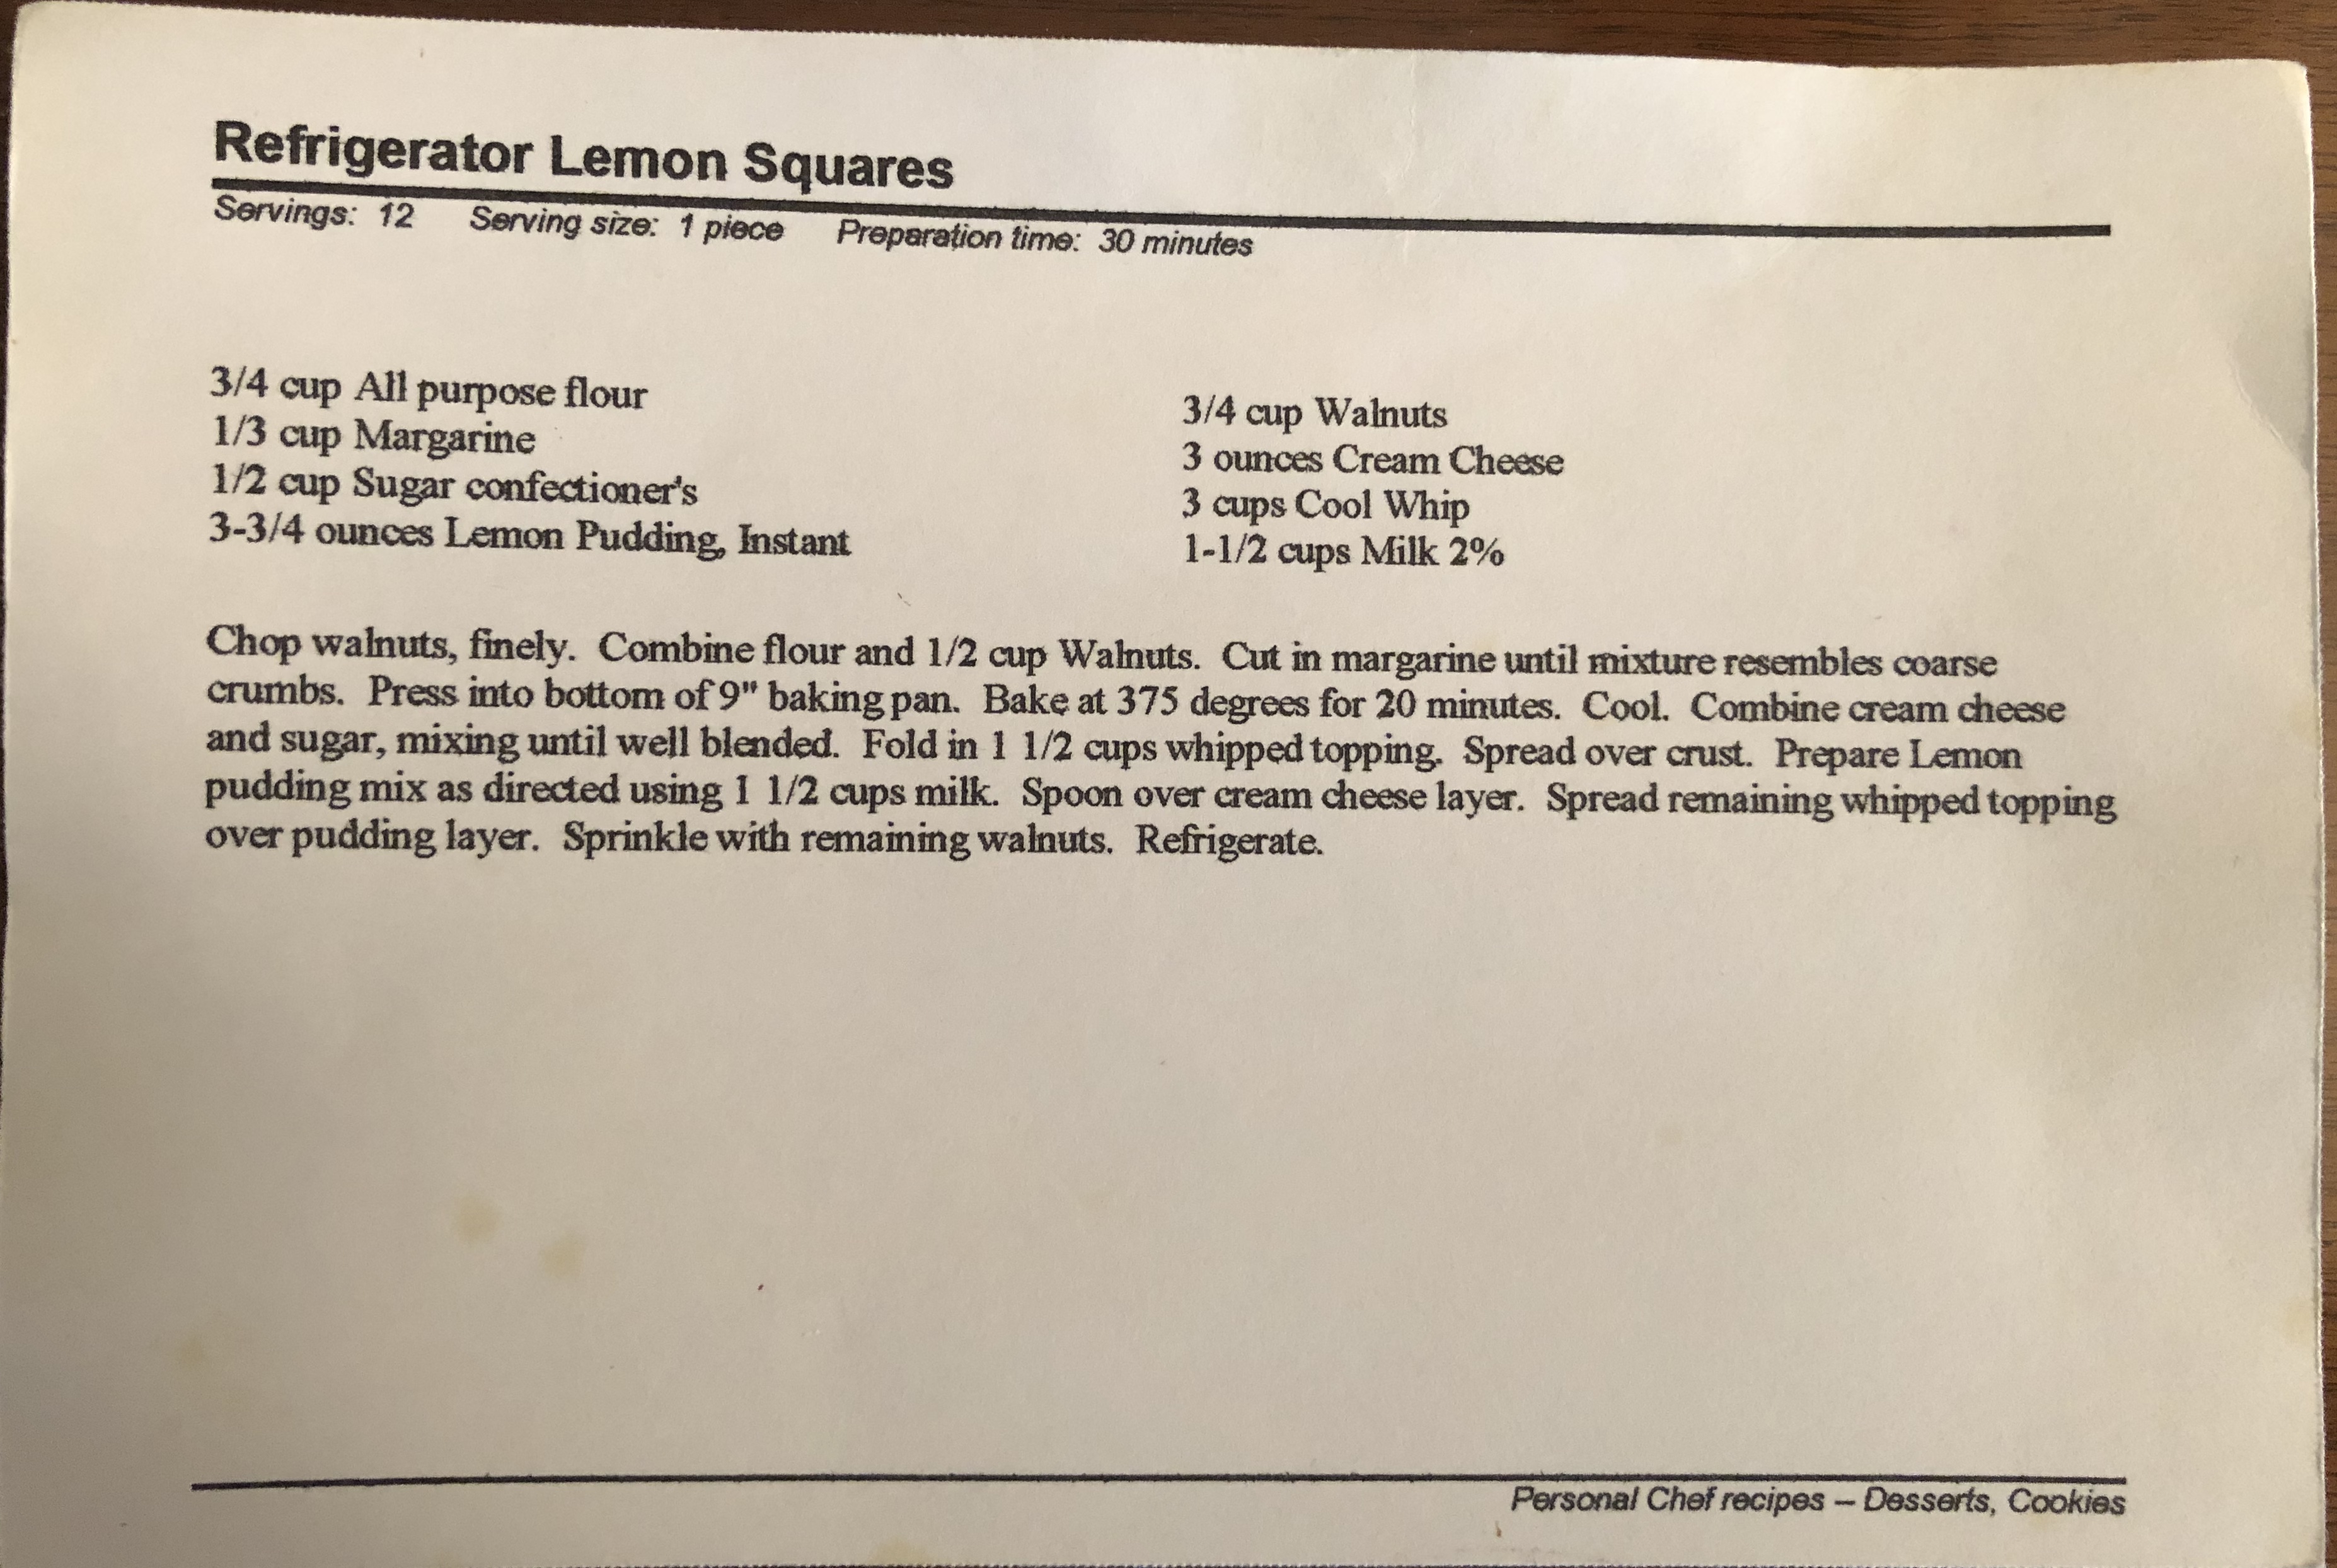 Refrigerator Lemon Squares
Servings: 12 Serving size: 1 piece Preparation time: 30 minutes
3/4 cup All purpose flour
1/3 cup Margarine
1/2 cup Sugar confectioner's
3-3/4 ounces Lemon Pudding, Instant
3/4 cup Walnuts
3 ounces Cream Cheese
3 cups Cool Whip
1-1/2 cups Milk 2%
Chop walnuts, finely. Combine flour and 1/2 cup Walnuts. Cut in margarine until mixture resembles coarse
crumbs. Press into bottom of 9" baking pan. Bake at 375 degrees for 20 minutes. Cool. Combine cream cheese
and sugar, mixing until well blended. Fold in 1 1/2 cups whipped topping. Spread over crust. Prepare Lemon
pudding mix as directed using 1 1/2 cups milk. Spoon over cream cheese layer. Spread remaining whipped topping
over pudding layer. Sprinkle with remaining walnuts. Refrigerate.
Personal Chef recipes – Desserts, Cookies